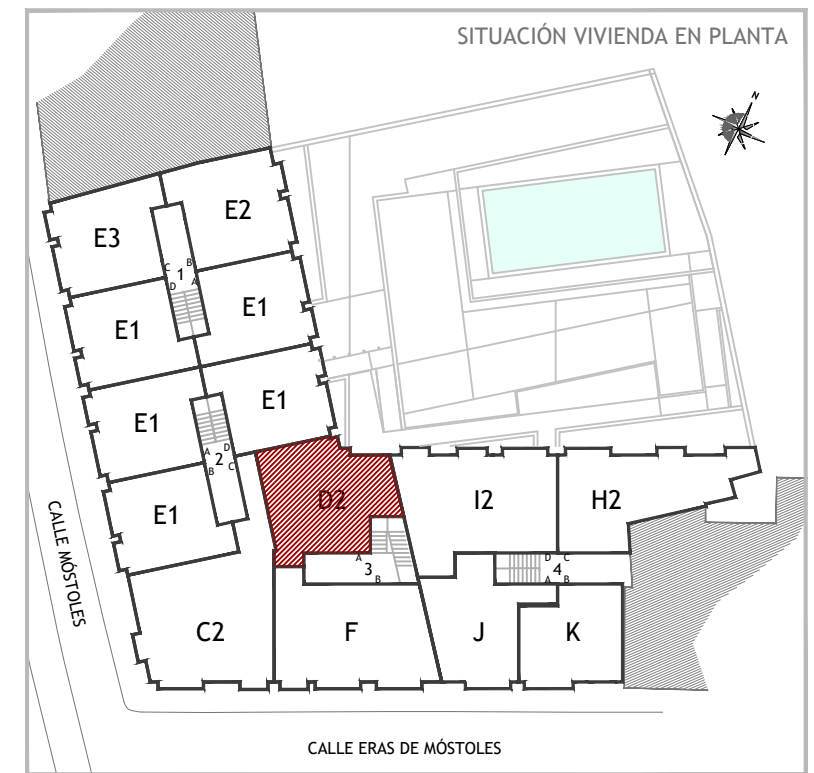 SITUACIÓN VIVIENDA EN PLANTA
N
E3
E2
C
B
1
D
A
E1
E1
E1
E1
A
D
2
B
C
E1
D2
I2
H2
A
3
B
D
C
4
A
B
C2
F
J
K
CALLE MÓSTOLES
CALLE ERAS DE MÓSTOLES